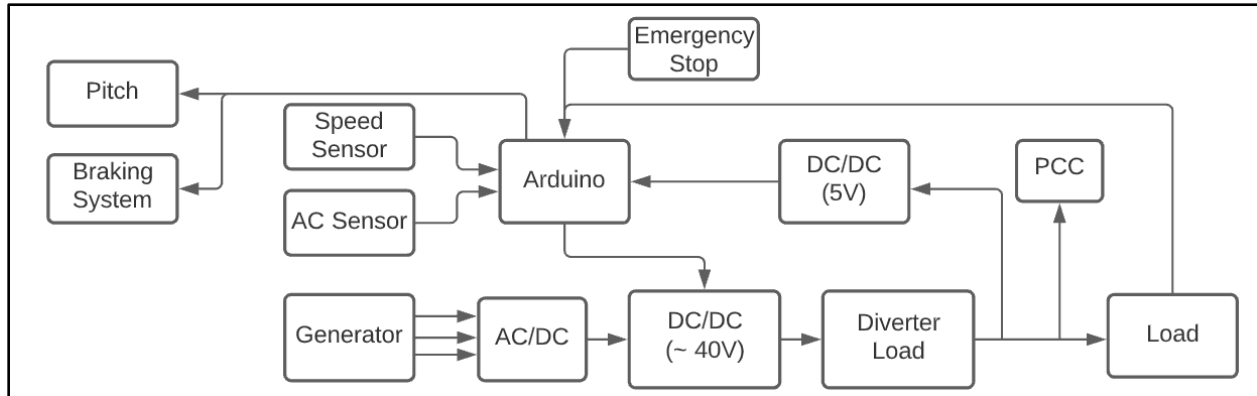 Emergency
Stop
Pitch
Speed
Sensor
Braking
System
Arduino
DC/DC
(5V)
PCC
AC Sensor
Generator
AC/DC
DC/DC
(~ 40V)
Diverter
Load
Load